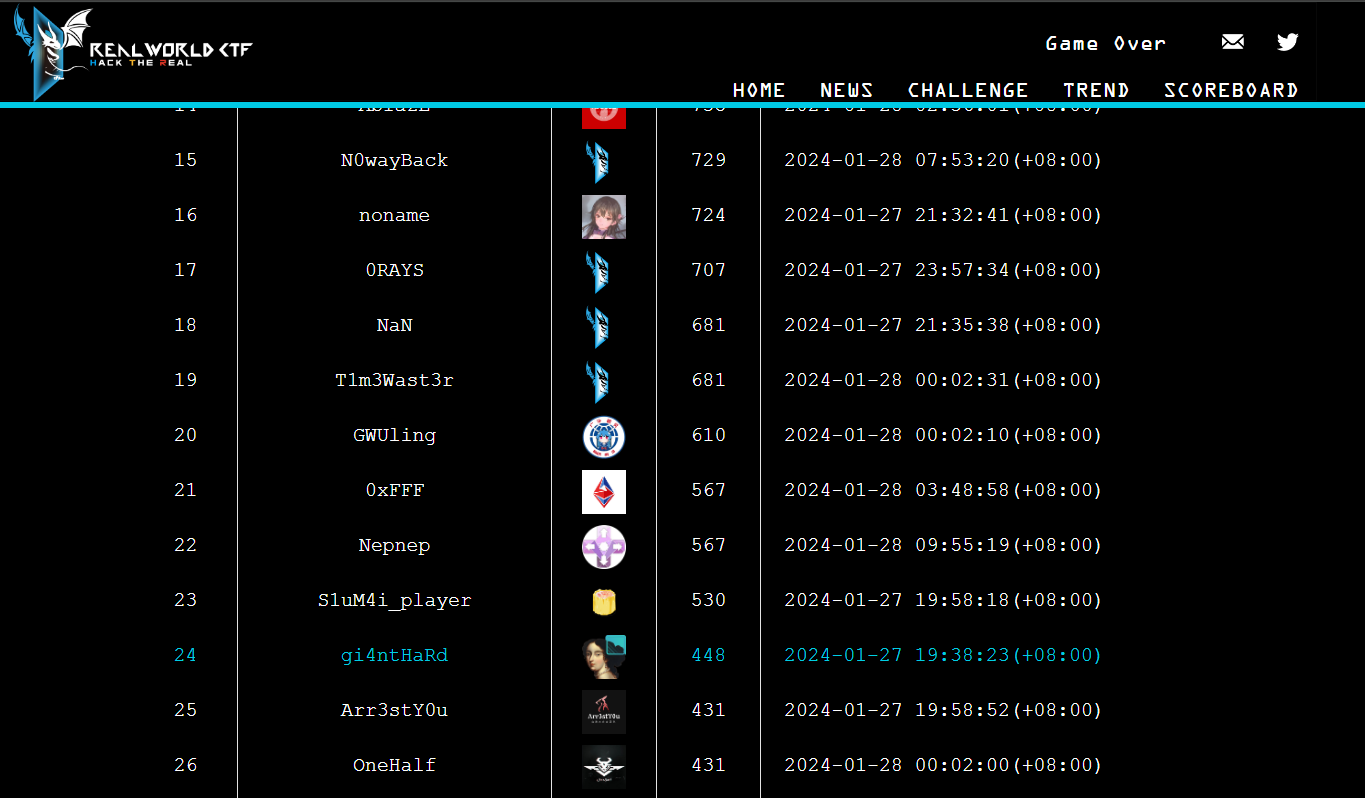 REALWORLD CTF
HACK THE REAL
Game Over
HOME NEWS CHALLENGE TREND SCOREBOARD
15 N0wayBack 729 2024-01-28 07:53:20(+08:00)
16 noname 724 2024-01-27 21:32:41(+08:00)
17 0RAYS 707 2024-01-27 23:57:34(+08:00)
18 NaN 681 2024-01-27 21:35:38(+08:00)
19 T1m3Wast3r 681 2024-01-28 00:02:31(+08:00)
20 GWUling 610 2024-01-28 00:02:10(+08:00)
21 0xFFF 567 2024-01-28 03:48:58(+08:00)
22 Nepnep 567 2024-01-28 09:55:19(+08:00)
23 S1uM4i_player 530 2024-01-27 19:58:18(+08:00)
24 gi4ntHaRd 448 2024-01-27 19:38:23(+08:00)
25 Arr3stY0u 431 2024-01-27 19:58:52(+08:00)
Arr3stY0u
26 OneHalf 431 2024-01-28 00:02:00(+08:00)